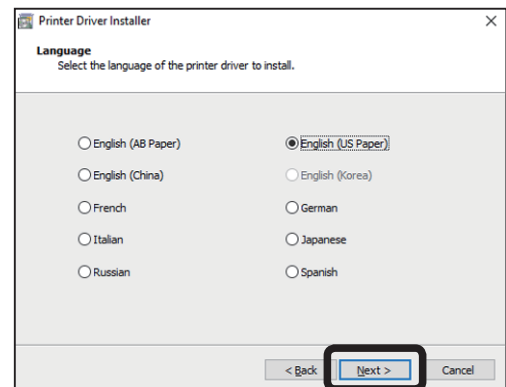 Printer Driver Installer
Language
Select the language of the printer driver to install.
English (AB Paper)
English (US Paper)
English (China)
English (Korea)
French
German
Italian
Japanese
Russian
Spanish
< Back
Next >
Cancel